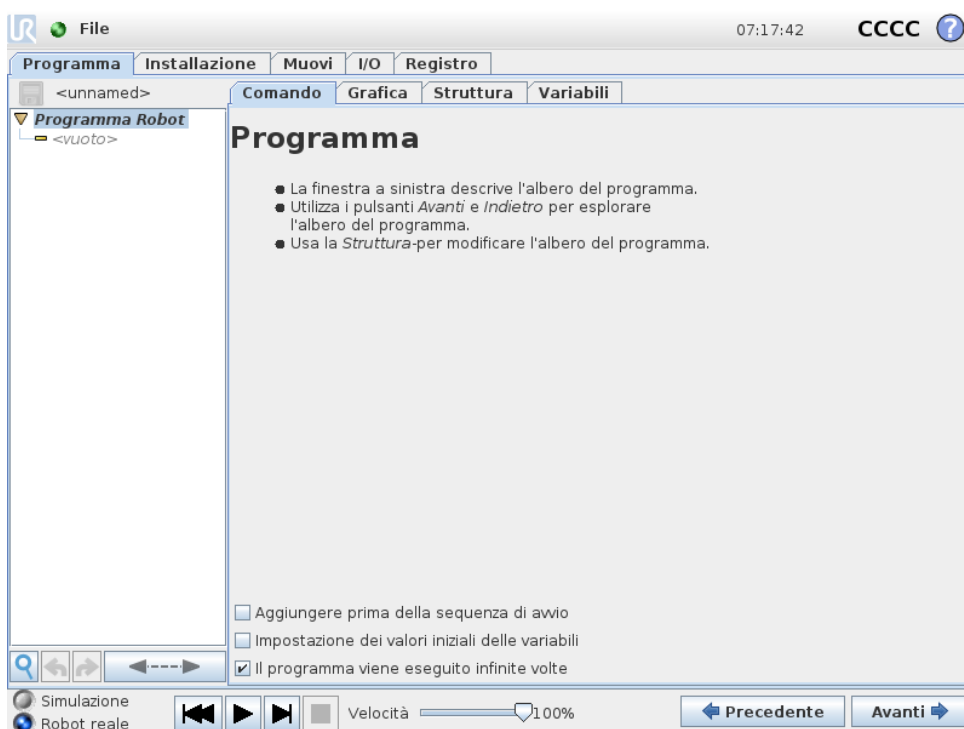 UR File 07:17:42 CCCC ?
Programma Installazione Muovi I/O Registro
<unnamed> Comando Grafica Struttura Variabili
Programma Robot
<vuoto>
Programma
La finestra a sinistra descrive l'albero del programma.
Utilizza i pulsanti Avanti e Indietro per esplorare
l'albero del programma.
Usa la Struttura-per modificare l'albero del programma.
Aggiungere prima della sequenza di avvio
Impostazione dei valori iniziali delle variabili
Il programma viene eseguito infinite volte
Simulazione
Robot reale
Velocità 100% Precedente Avanti